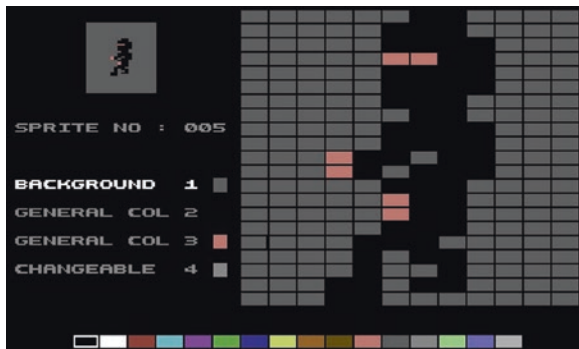 SPRITE NO : 005
BACKGROUND 1
GENERAL COL 2
GENERAL COL 3
CHANGEABLE 4